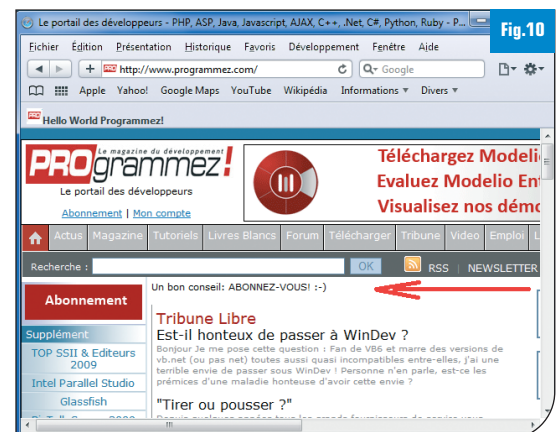 Le portail des développeurs - PHP, ASP, Java, Javascript, AJAX, C++, .Net, C#, Python, Ruby - P...
Fig.10
Fichier Édition Présentation Historique Favoris Développement Fenêtre Aide
http://www.programmez.com/ Google
Apple Yahoo! Google Maps YouTube Wikipédia Informations Divers
Hello World Programmez!
Le magazine du développement
PROgrammez!
Le portail des développeurs
Abonnement | Mon compte
Téléchargez Modeli
Evaluez Modelio En
Visualisez nos démo
Actus Magazine Tutoriels Livres Blancs Forum Télécharger Tribune Video Emploi L
Recherche : OK RSS | NEWSLETTER
Un bon conseil: ABONNEZ-VOUS! :-)
Abonnement
Tribune Libre
Est-il honteux de passer à WinDev ?
Bonjour Je me pose cette question : Fan de VB6 et marre des versions de
vb.net (ou pas net) toutes aussi quasi incompatibles entre-elles, j'ai une
terrible envie de passer sous WinDev ! Personne n'en parle, est-ce les
prémices d'une maladie honteuse d'avoir cette envie ?
Supplément
TOP SSII & Editeurs
2009
Intel Parallel Studio
Glassfish
"Tirer ou pousser ?"